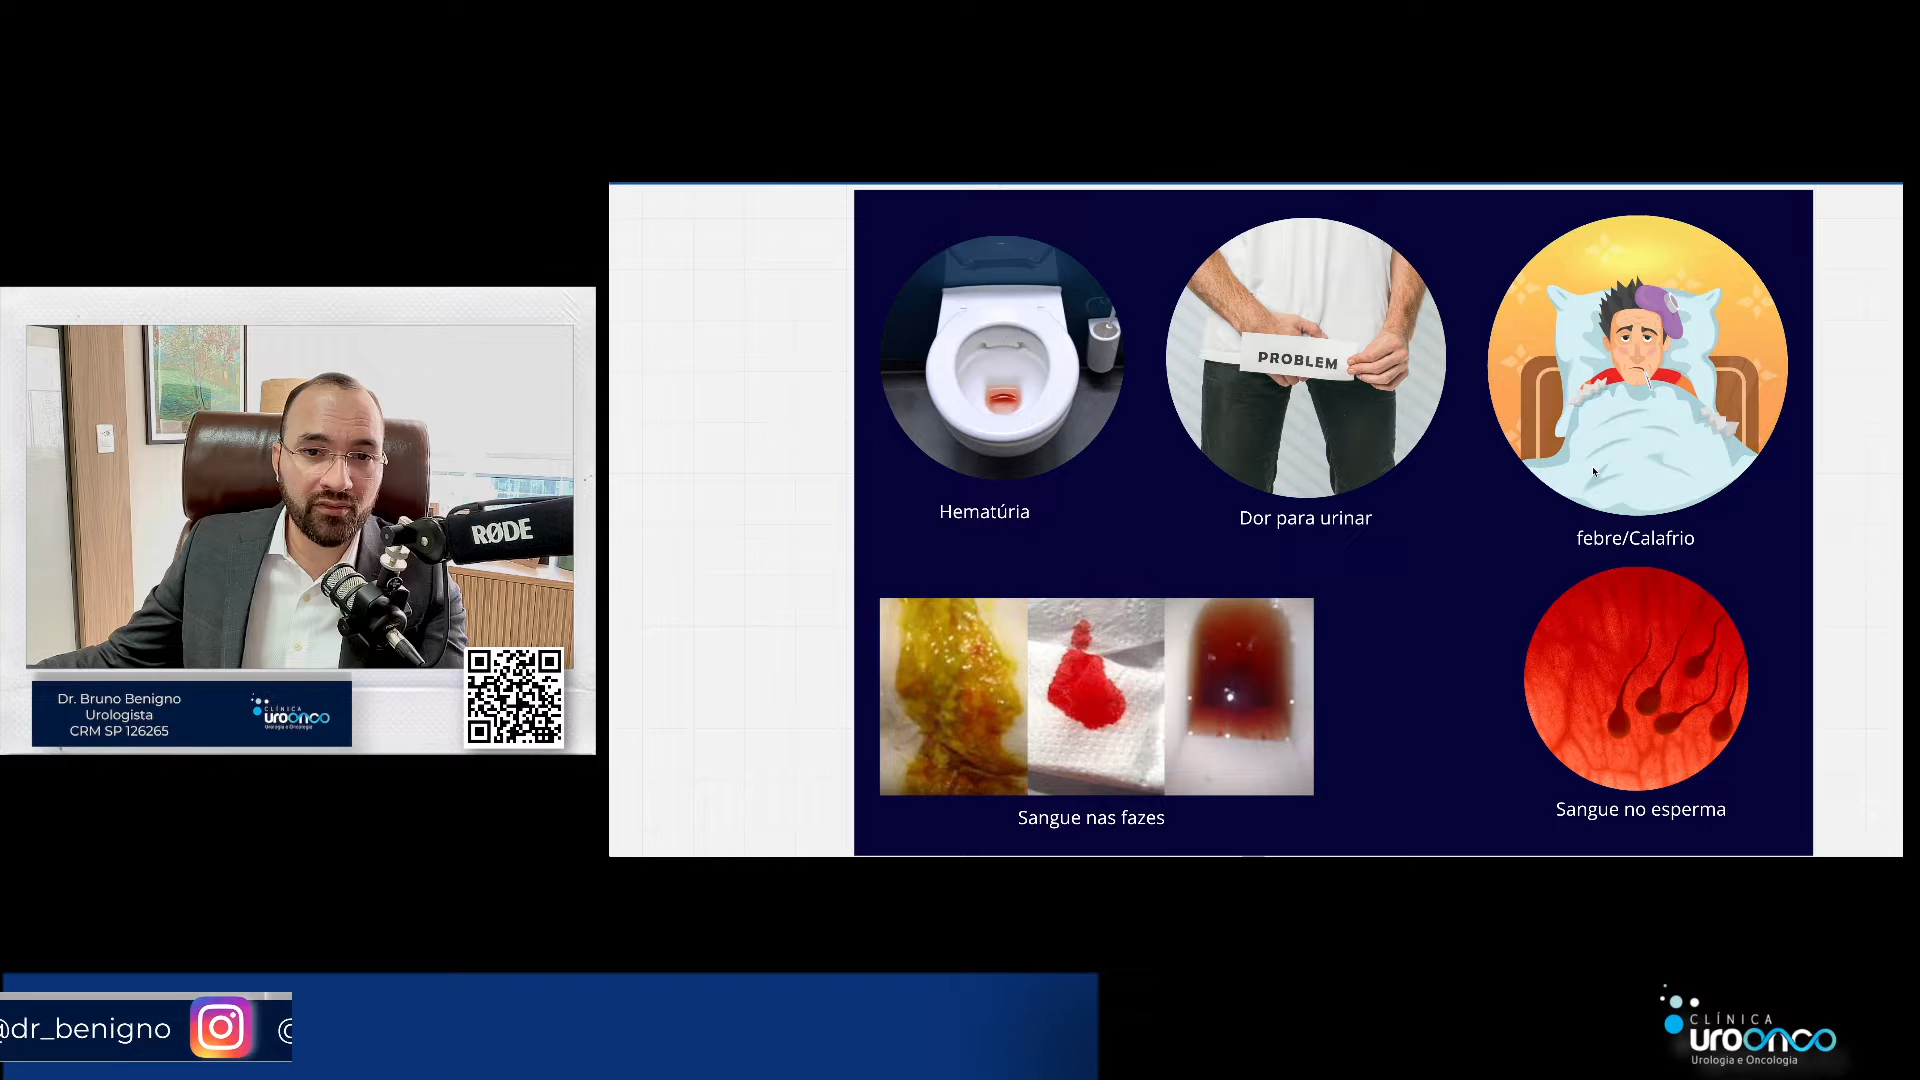 RØDE
Dr. Bruno Benigno
Urologista
CRM SP 126265
CLÍNICA
uroonco
Urologia e Oncologia
PROBLEM
Hematúria
Dor para urinar
febre/Calafrio
Sangue nas fazes
Sangue no esperma
@dr_benigno
@
CLÍNICA
uroonco
Urologia e Oncologia